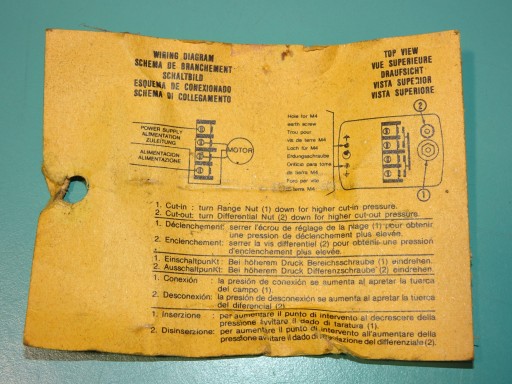 WIRING DIAGRAM
SCHEMA DE BRANCHEMENT
SCHALTBILD
ESQUEMA DE CONEXIONADO
SCHEMA DI COLLEGAMENTO
TOP VIEW
VUE SUPERIEURE
DRAUFSICHT
VISTA SUPERIOR
VISTA SUPERIORE
POWER SUPPLY
ALIMENTATION
ZULEITUNG
ALIMENTACION
ALIMENTAZIONE
MOTOR
Hole for M4
earth screw
Trou pour
vis de terre M4
Loch für M4
Erdungsschraube
Orificio para torne
de tierra M4
Foro per vite
terra M4
2
1
1. Cut-in : turn Range Nut (1) down for higher cut-in pressure.
2. Cut-out: turn Differential Nut (2) down for higher cut-out pressure.
1. Déclenchement: serrer l'écrou de réglage de la plage (1) pour obtenir
une pression de déclenchement plus élevée.
2. Enclenchement: serrer la vis differentiel (2) pour obtenir une pression
d'enclenchement plus élevée.
1. EinschaltpunKt: Bei höherem Druck Bereichsschraube (1) eindrehen.
2. AusschaltpunKt: Bei höherem Druck Differenzschraube (2) eindrehen.
1. Conexión : la presión de conexión se aumenta al apretar la tuerca
del campo (1).
2. Desconexión: la presión de desconexión se aumenta al apretar la tuerca
del diferencial (2).
1. Inserzione : per aumentare il punto di intervento al decrescere della
pressione avvitare il dado di taratura (1).
2. Disinserzione: per aumentare il punto di intervento all'aumentare della
pressione avvitare il dado di regolazione del differenziale (2).